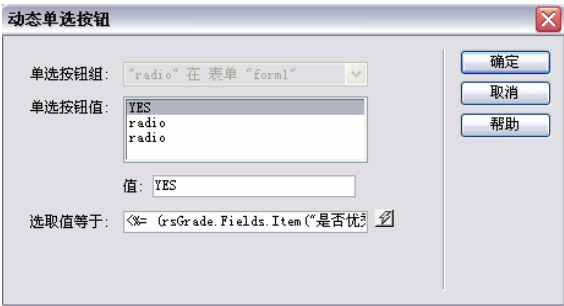 动态单选按钮
单选按钮组: "radio" 在 表单 "form1"
确定
取消
单选按钮值: YES
radio
radio
帮助
值: YES
选取值等于: <%= (rsGrade.Fields.Item("是否优